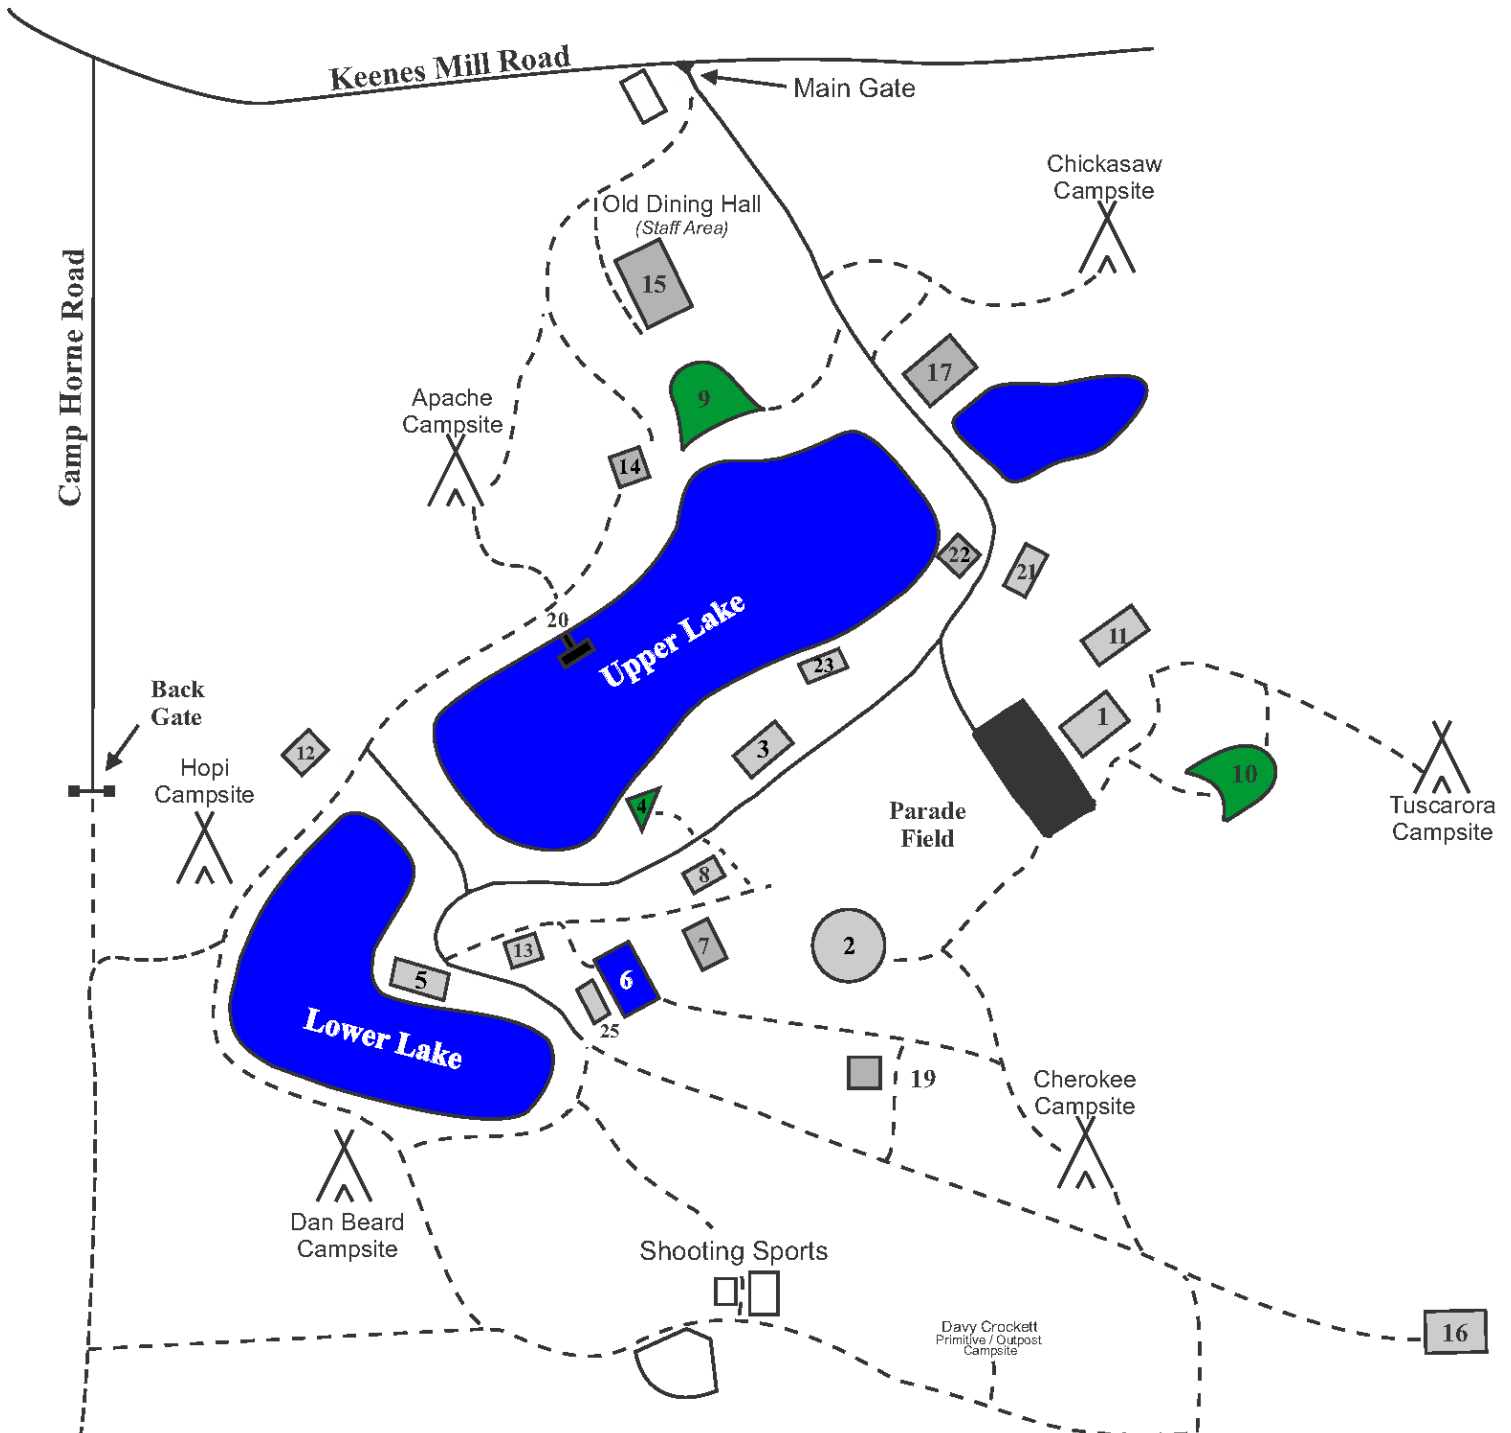 Keenes Mill Road
Main Gate
Chickasaw
Campsite
Old Dining Hall
(Staff Area)
15
Camp Horne Road
17
9
Apache
Campsite
14
22
21
20
Upper Lake
11
23
Back
Gate
1
3
12
Hopi
Campsite
10
4
Parade
Field
Tuscarora
Campsite
8
2
7
13
5
6
25
Lower Lake
19
Cherokee
Campsite
Dan Beard
Campsite
Shooting Sports
Davy Crockett
Primitive / Outpost
Campsite
16